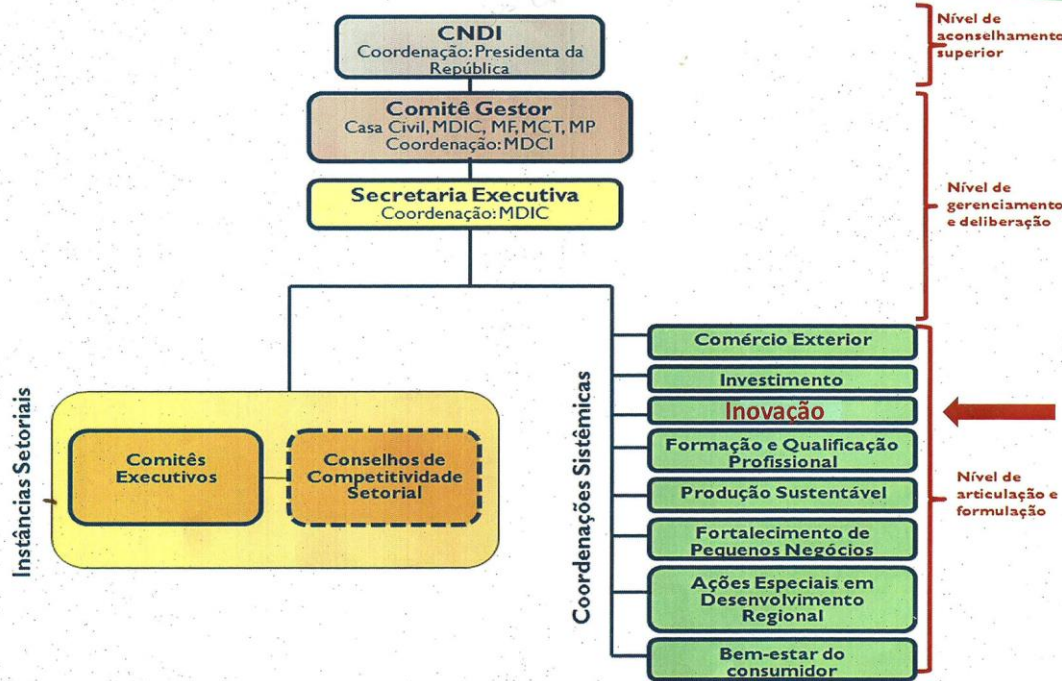 CNDI
Coordenação: Presidenta da
República
Nível de
aconselhamento
superior
Comitê Gestor
Casa Civil, MDIC, MF, MCT, MP
Coordenação: MDCI
Secretaria Executiva
Coordenação: MDIC
Nível de
gerenciamento
e deliberação
Instâncias Setoriais
Comitês
Executivos
Conselhos de
Competitividade
Setorial
Coordenações Sistêmicas
Comércio Exterior
Investimento
Inovação
Formação e Qualificação
Profissional
Produção Sustentável
Fortalecimento de
Pequenos Negócios
Ações Especiais em
Desenvolvimento
Regional
Bem-estar do
consumidor
Nível de
articulação e
formulação